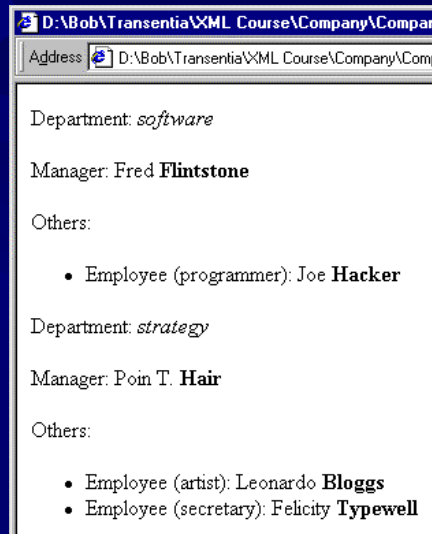 D:\Bob\Transentia\XML Course\Company\Compan
Address D:\Bob\Transentia\XML Course\Company\Comp
Department: software
Manager: Fred Flintstone
Others:
• Employee (programmer): Joe Hacker
Department: strategy
Manager: Poin T. Hair
Others:
• Employee (artist): Leonardo Bloggs
• Employee (secretary): Felicity Typewell